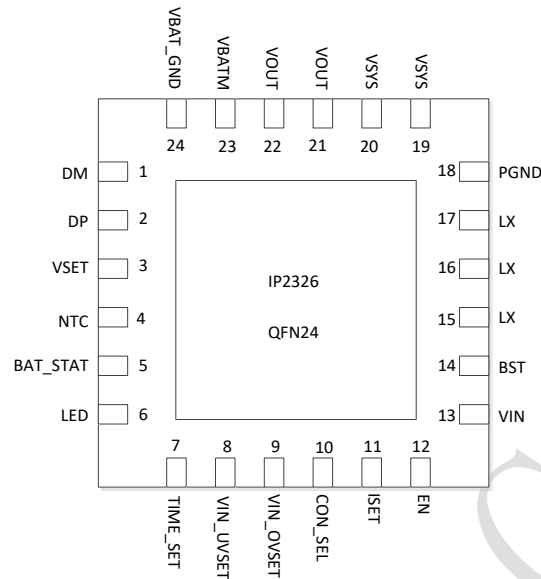 VBAT_GND
VBATM
VOUT
VOUT
VSYS
VSYS
24 23 22 21 20 19
DM 1
DP 2
VSET 3
NTC 4
BAT_STAT 5
LED 6
IP2326
QFN24
18 PGND
17 LX
16 LX
15 LX
14 BST
13 VIN
7 8 9 10 11 12
TIME_SET
VIN_UVSET
VIN_OVSET
CON_SEL
ISET
EN